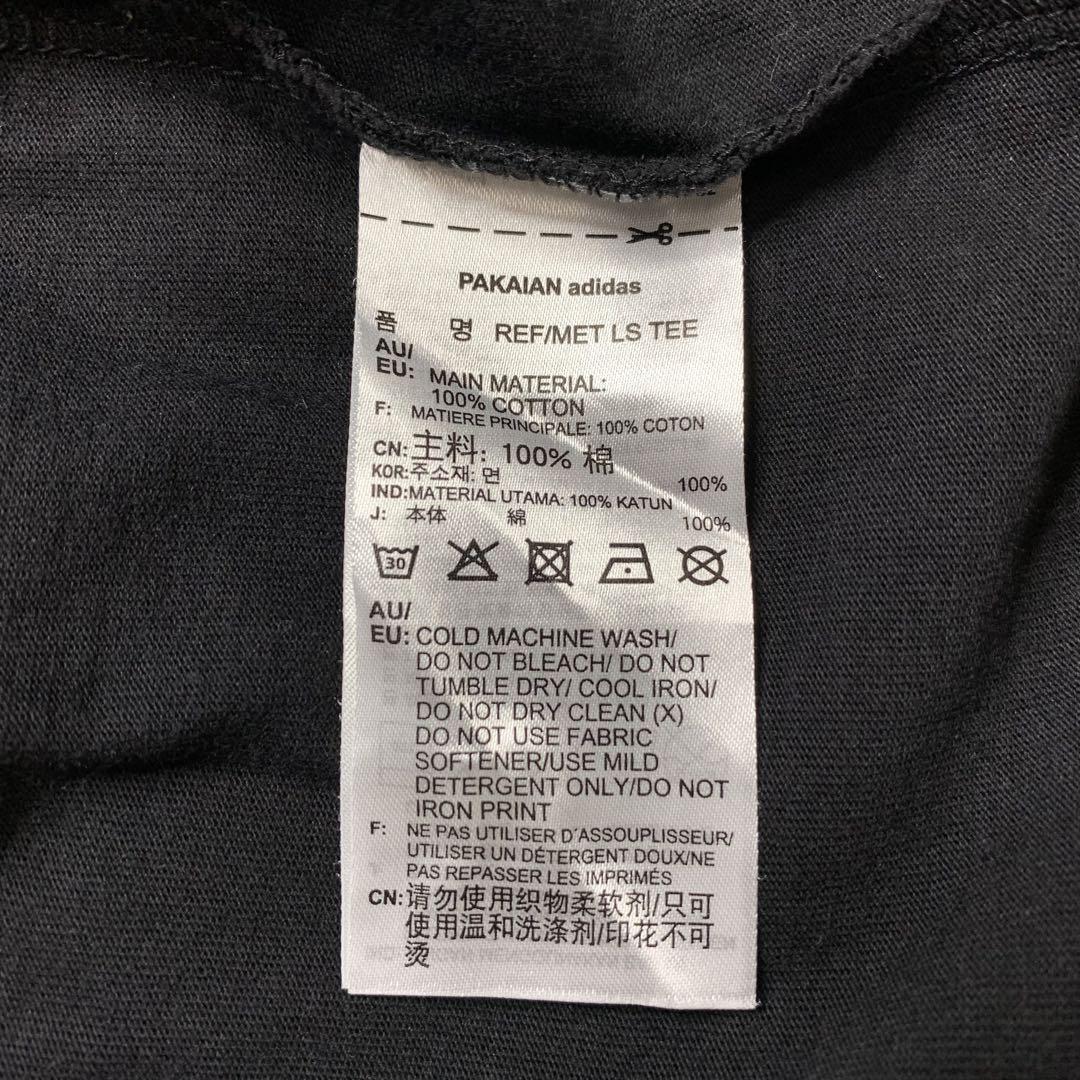 PAKAIAN adidas
품 명 REF/MET LS TEE
AU/
EU: MAIN MATERIAL:
100% COTTON
F: MATIERE PRINCIPALE: 100% COTON
CN: 主料: 100% 棉
KOR: 주소재: 면 100%
IND: MATERIAL UTAMA: 100% KATUN
J: 本体 綿 100%
30
AU/
EU: COLD MACHINE WASH/
DO NOT BLEACH/ DO NOT
TUMBLE DRY/ COOL IRON/
DO NOT DRY CLEAN (X)
DO NOT USE FABRIC
SOFTENER/USE MILD
DETERGENT ONLY/DO NOT
IRON PRINT
F: NE PAS UTILISER D´ASSOUPLISSEUR/
UTILISER UN DÉTERGENT DOUX/NE
PAS REPASSER LES IMPRIMÉS
CN: 请勿使用织物柔软剂/只可
使用温和洗涤剂/印花不可
烫